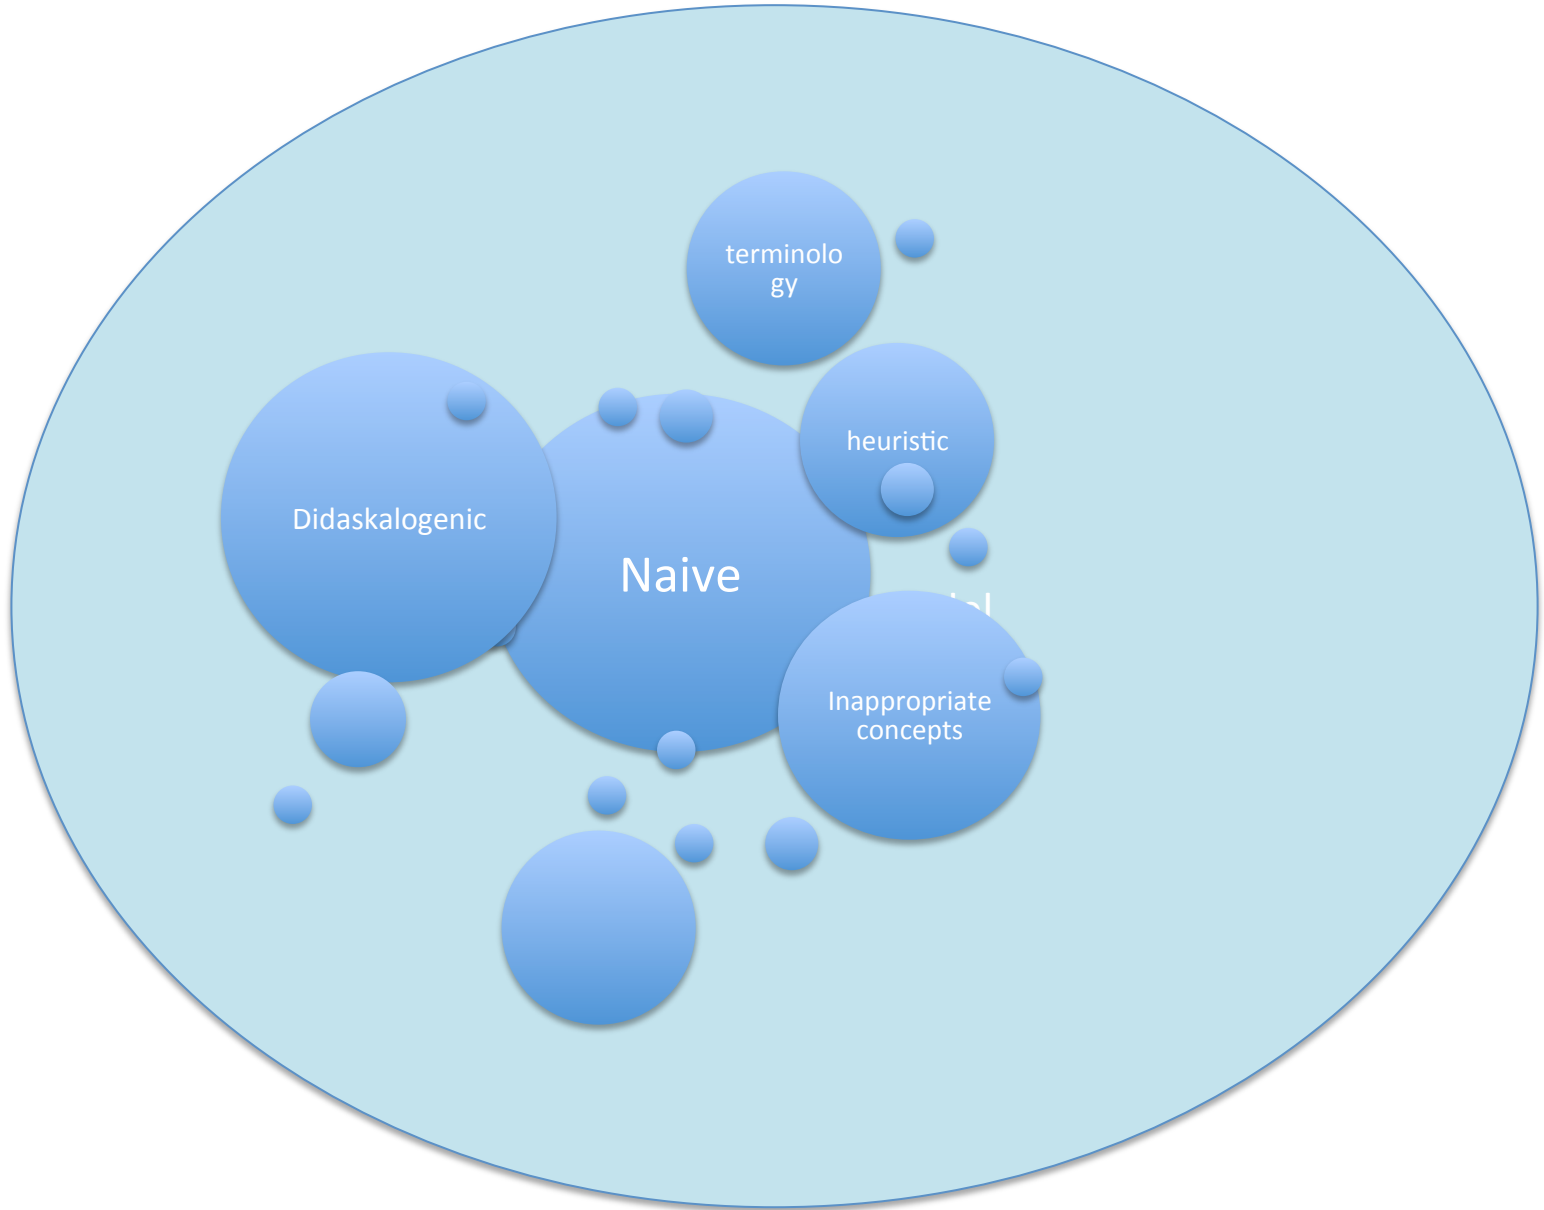 terminolo
gy
heuristic
Didaskalogenic
Naive
Inappropriate
concepts